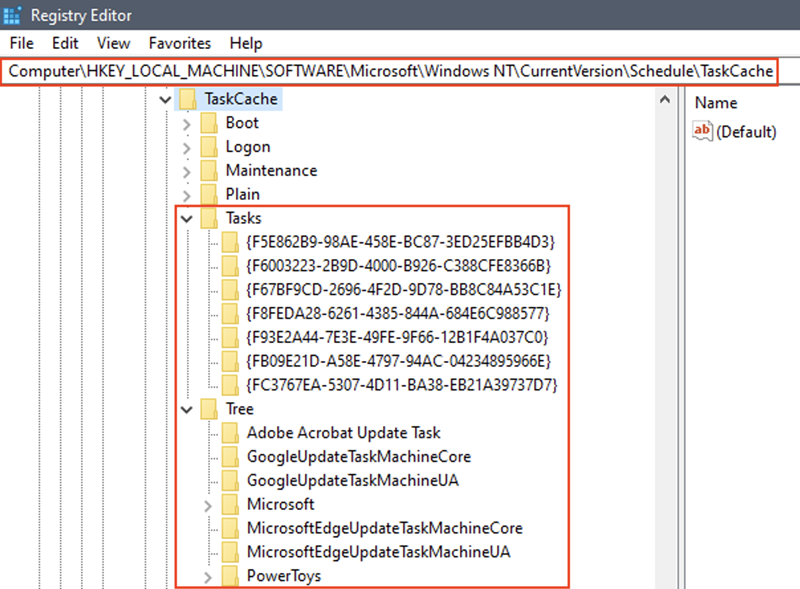 Registry Editor
File Edit View Favorites Help
Computer\HKEY_LOCAL_MACHINE\SOFTWARE\Microsoft\Windows NT\CurrentVersion\Schedule\TaskCache
TaskCache
Boot
Logon
Maintenance
Plain
Tasks
{F5E862B9-98AE-458E-BC87-3ED25EFBB4D3}
{F6003223-2B9D-4000-B926-C388CFE8366B}
{F67BF9CD-2696-4F2D-9D78-BB8C84A53C1E}
{F8FEDA28-6261-4385-844A-684E6C988577}
{F93E2A44-7E3E-49FE-9F66-12B1F4A037C0}
{FB09E21D-A58E-4797-94AC-04234895966E}
{FC3767EA-5307-4D11-BA38-EB21A39737D7}
Tree
Adobe Acrobat Update Task
GoogleUpdateTaskMachineCore
GoogleUpdateTaskMachineUA
Microsoft
MicrosoftEdgeUpdateTaskMachineCore
MicrosoftEdgeUpdateTaskMachineUA
PowerToys
Name
ab (Default)